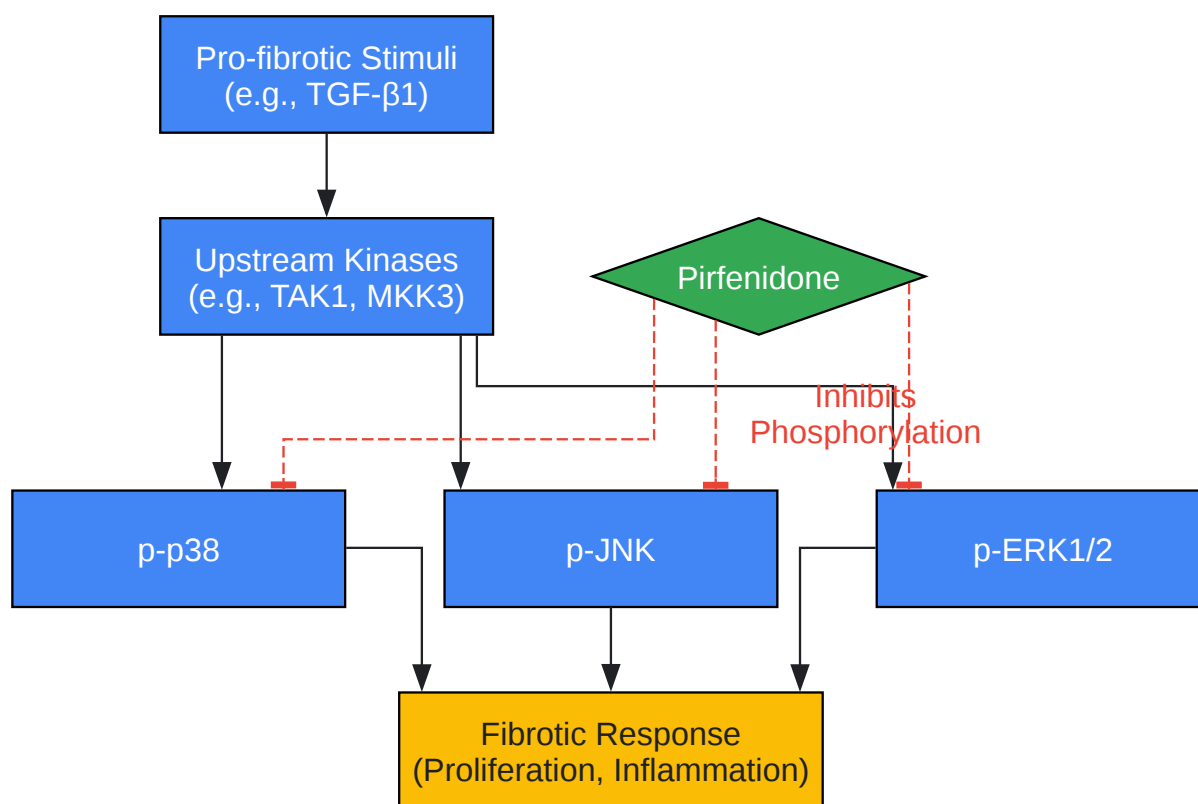 Pro-fibrotic Stimuli
(e.g., TGF-β1)
Upstream Kinases
(e.g., TAK1, MKK3)
Pirfenidone
Inhibits
Phosphorylation
p-p38
p-JNK
p-ERK1/2
Fibrotic Response
(Proliferation, Inflammation)